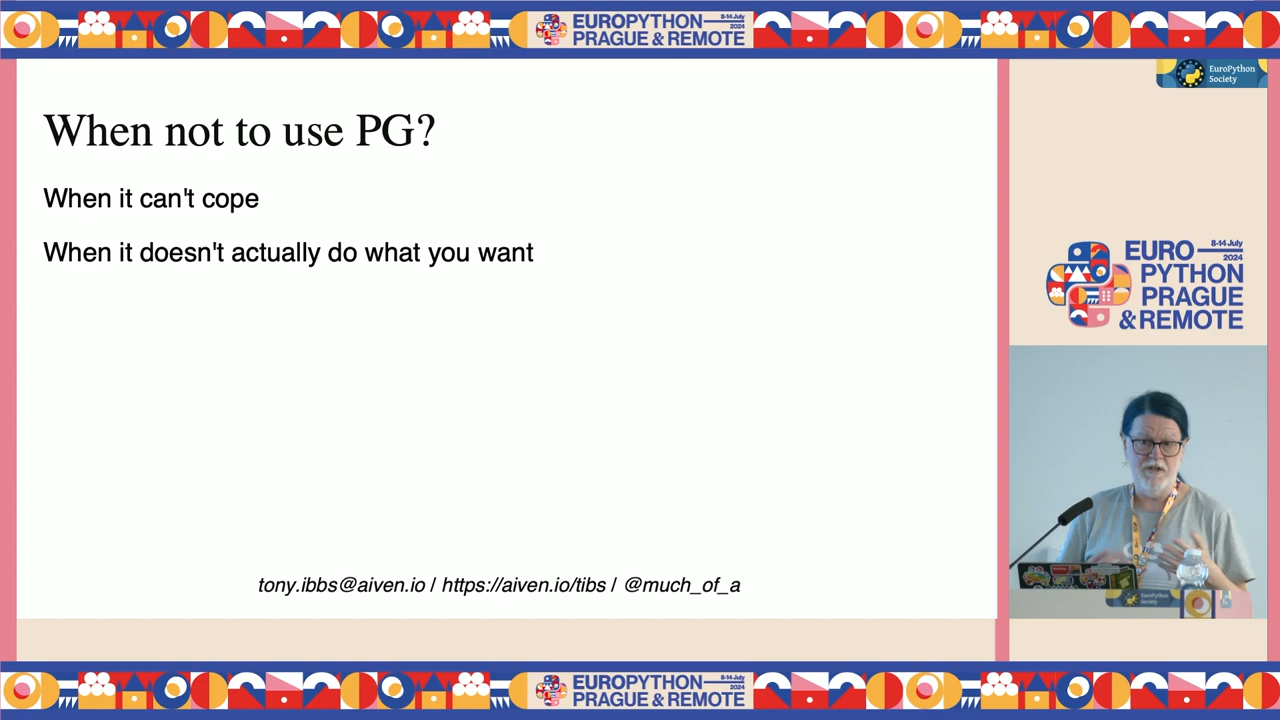 EUROPYTHON
8-14 July
2024
PRAGUE & REMOTE
EuroPython
Society
When not to use PG?
When it can't cope
When it doesn't actually do what you want
EURO
8-14 July
2024
PYTHON
PRAGUE
& REMOTE
EuroPython
Society
tony.ibbs@aiven.io / https://aiven.io/tibs / @much_of_a
EUROPYTHON
8-14 July
2024
PRAGUE & REMOTE